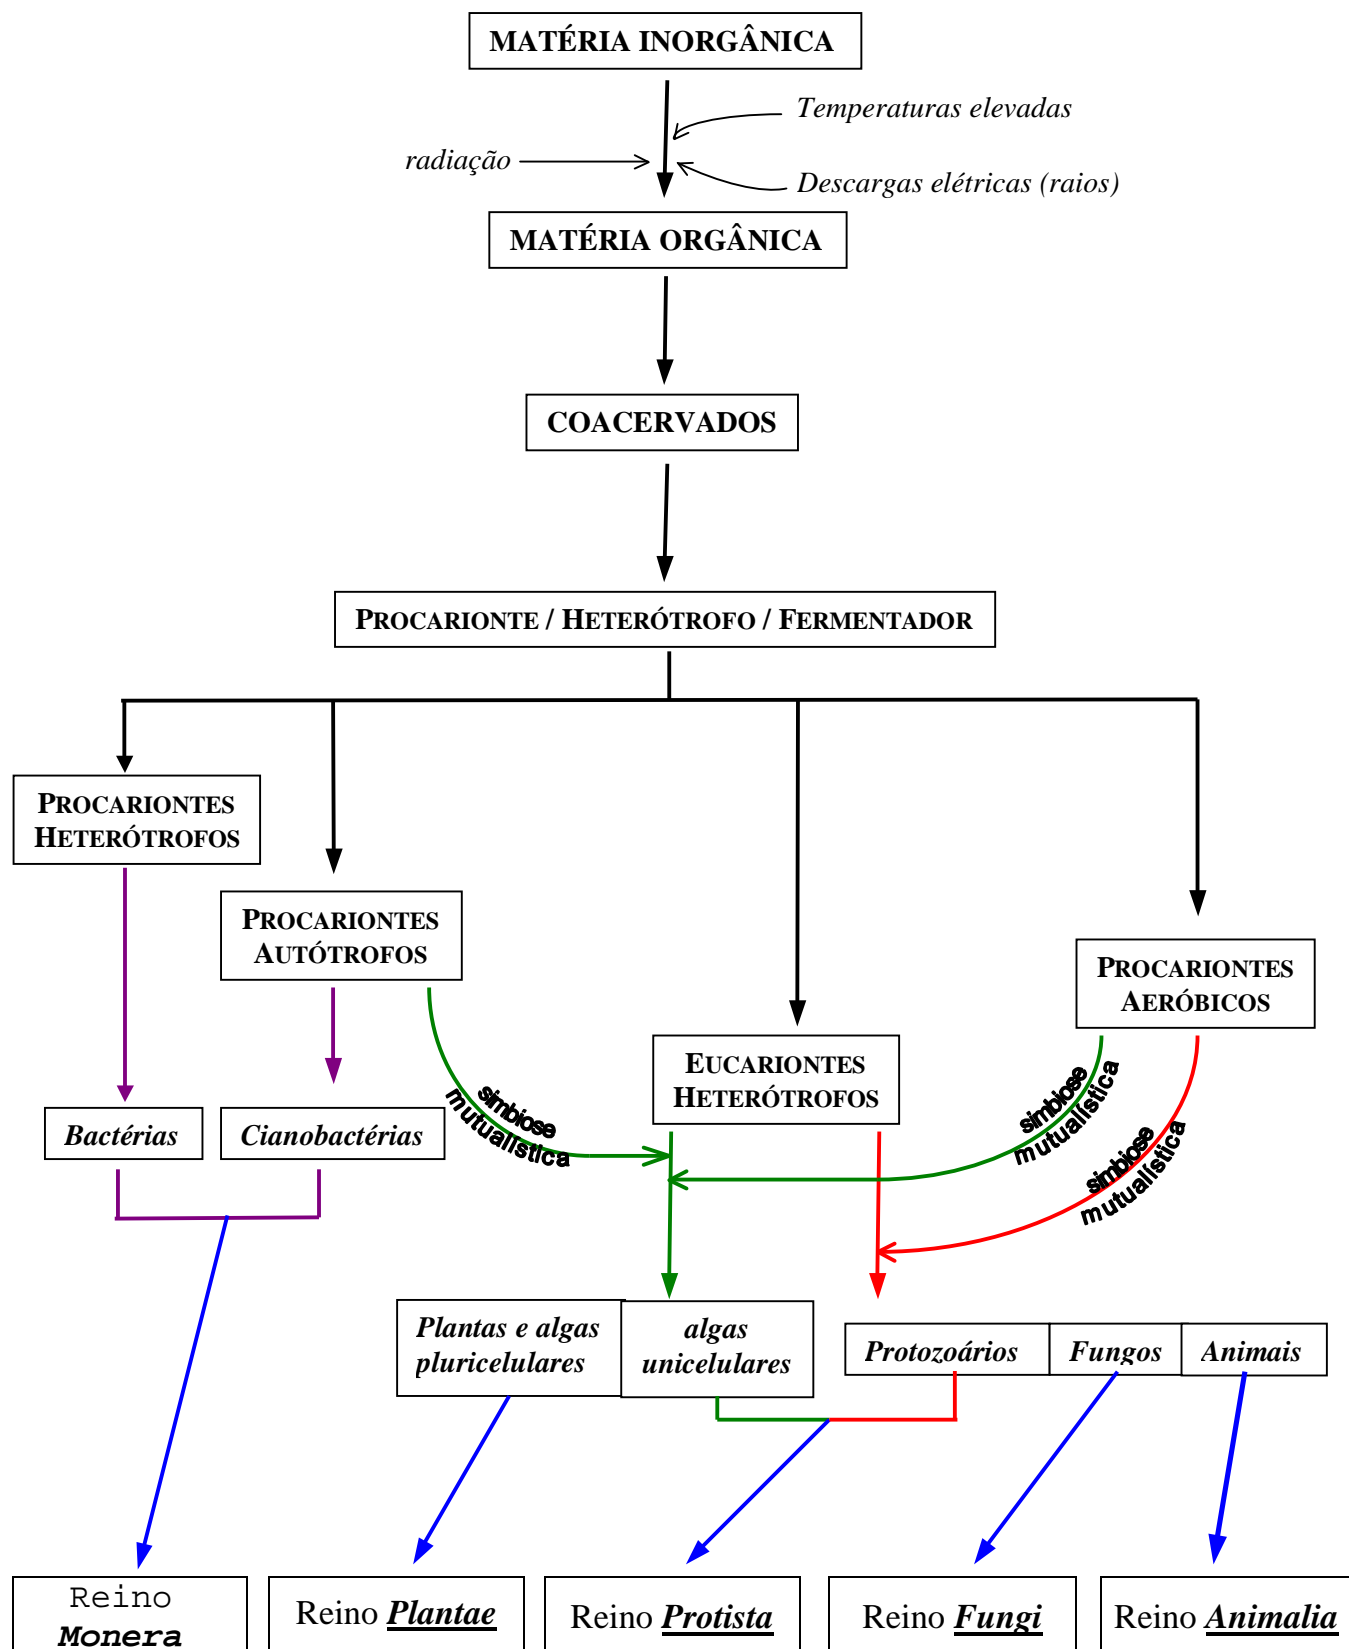 MATÉRIA INORGÂNICA
Temperaturas elevadas
radiação
Descargas elétricas (raios)
MATÉRIA ORGÂNICA
COACERVADOS
PROCARIONTE / HETERÓTROFO / FERMENTADOR
PROCARIONTES
HETERÓTROFOS
PROCARIONTES
AUTÓTROFOS
PROCARIONTES
AERÓBICOS
EUCARIONTES
HETERÓTROFOS
simbiose
mutualística
simbiose
mutualística
simbiose
mutualística
Bactérias
Cianobactérias
Plantas e algas
pluricelulares
algas
unicelulares
Protozoários
Fungos
Animais
Reino
Monera
Reino Plantae
Reino Protista
Reino Fungi
Reino Animalia